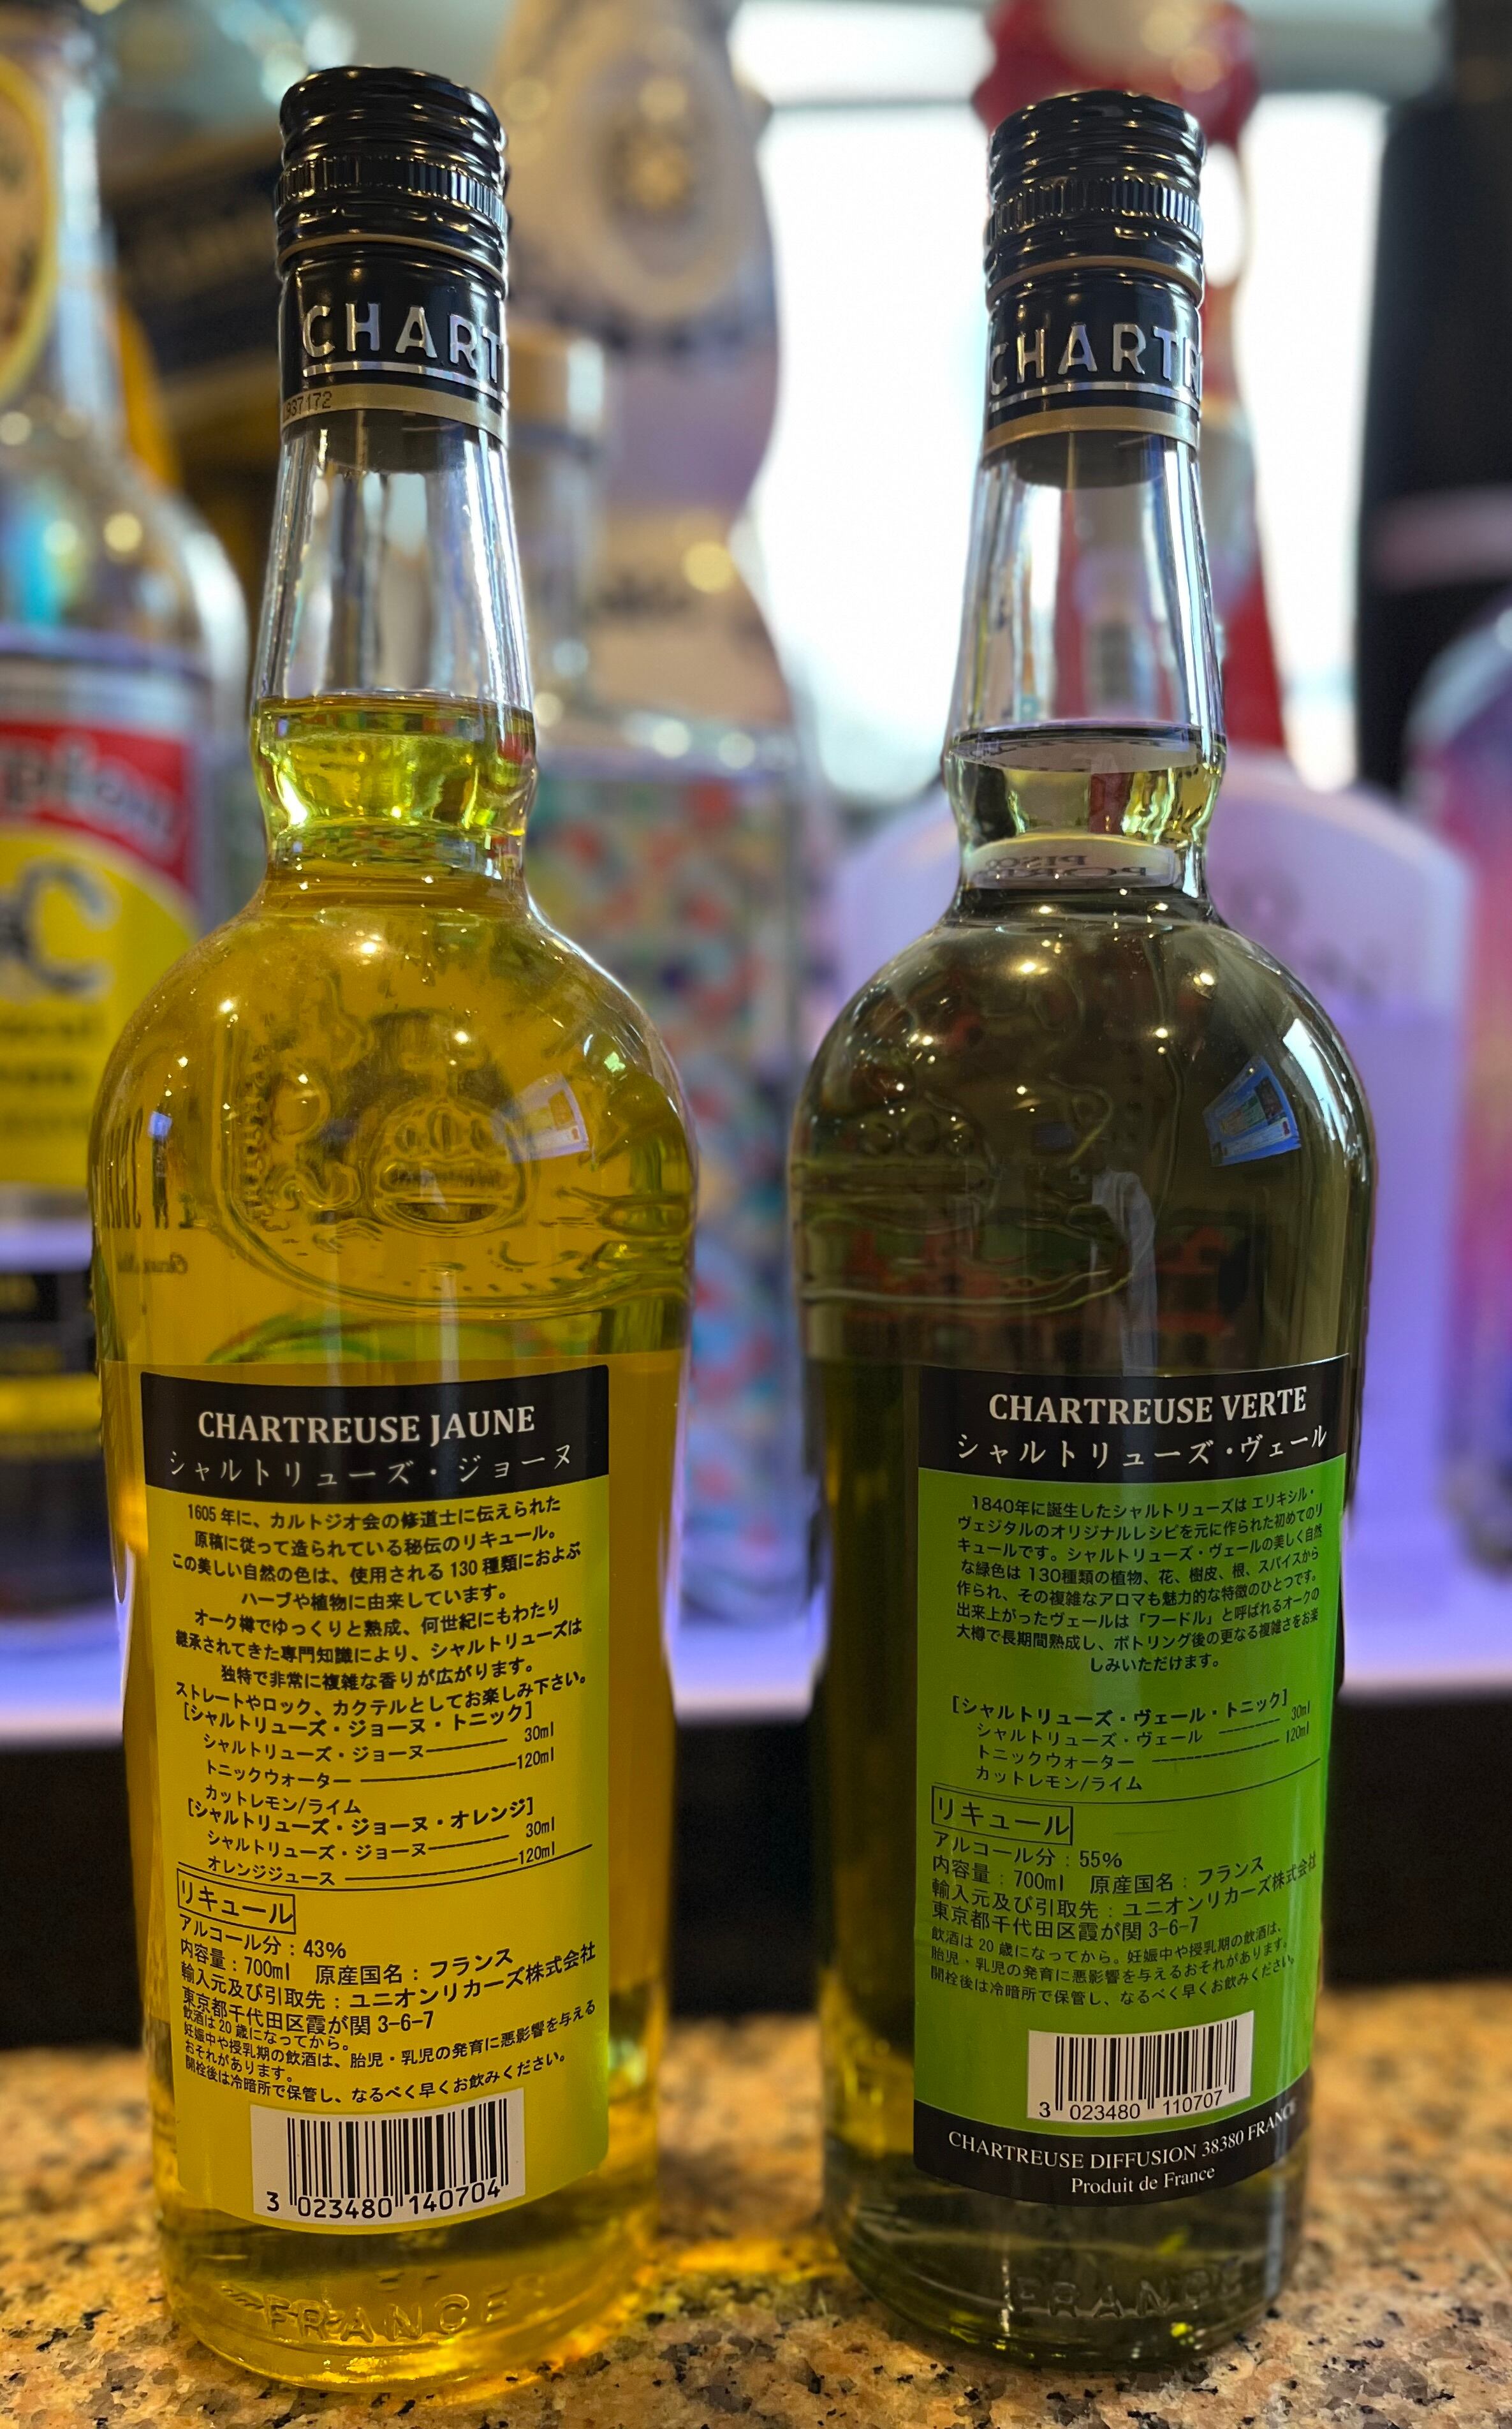 CHART
L937172
CHARTREUSE JAUNE
シャルトリューズ・ジョーヌ
1605 年に、カルトジオ会の修道士に伝えられた
原稿に従って造られている秘伝のリキュール。
この美しい自然の色は、使用される 130 種類におよぶ
ハーブや植物に由来しています。
オーク樽でゆっくりと熟成、何世紀にもわたり
継承されてきた専門知識により、シャルトリューズは
独特で非常に複雑な香りが広がります。
ストレートやロック、カクテルとしてお楽しみ下さい。
[シャルトリューズ・ジョーヌ・トニック]
シャルトリューズ・ジョーヌ 30ml
トニックウォーター 120ml
カットレモン/ライム
[シャルトリューズ・ジョーヌ・オレンジ]
シャルトリューズ・ジョーヌ 30ml
オレンジジュース 120ml
リキュール
アルコール分：43%
内容量：700ml 原産国名：フランス
輸入元及び引取先：ユニオンリカーズ株式会社
東京都千代田区霞が関 3-6-7
飲酒は 20 歳になってから。
妊娠中や授乳期の飲酒は、胎児・乳児の発育に悪影響を与える
おそれがあります。
開栓後は冷暗所で保管し、なるべく早くお飲みください。
3 023480 140704
FRANCE
CHARTR
PISCO
CHARTREUSE VERTE
シャルトリューズ・ヴェール
1840年に誕生したシャルトリューズは エリキシル・
ヴェジタルのオリジナルレシピを元に作られた初めてのリ
キュールです。シャルトリューズ・ヴェールの美しく自然
な緑色は 130種類の植物、花、樹皮、根、スパイスから
作られ、その複雑なアロマも魅力的な特徴のひとつです。
出来上がったヴェールは「フードル」と呼ばれるオークの
大樽で長期間熟成し、ボトリング後の更なる複雑さをお楽
しみいただけます。
[シャルトリューズ・ヴェール・トニック]
シャルトリューズ・ヴェール 30ml
トニックウォーター 120ml
カットレモン/ライム
リキュール
アルコール分：55%
内容量：700ml 原産国名：フランス
輸入元及び引取先：ユニオンリカーズ株式会社
東京都千代田区霞が関 3-6-7
飲酒は 20 歳になってから。妊娠中や授乳期の飲酒は、
胎児・乳児の発育に悪影響を与えるおそれがあります。
開栓後は冷暗所で保管し、なるべく早くお飲みください。
3 023480 110707
CHARTREUSE DIFFUSION 38380 FRANCE
Produit de France
FRANCE